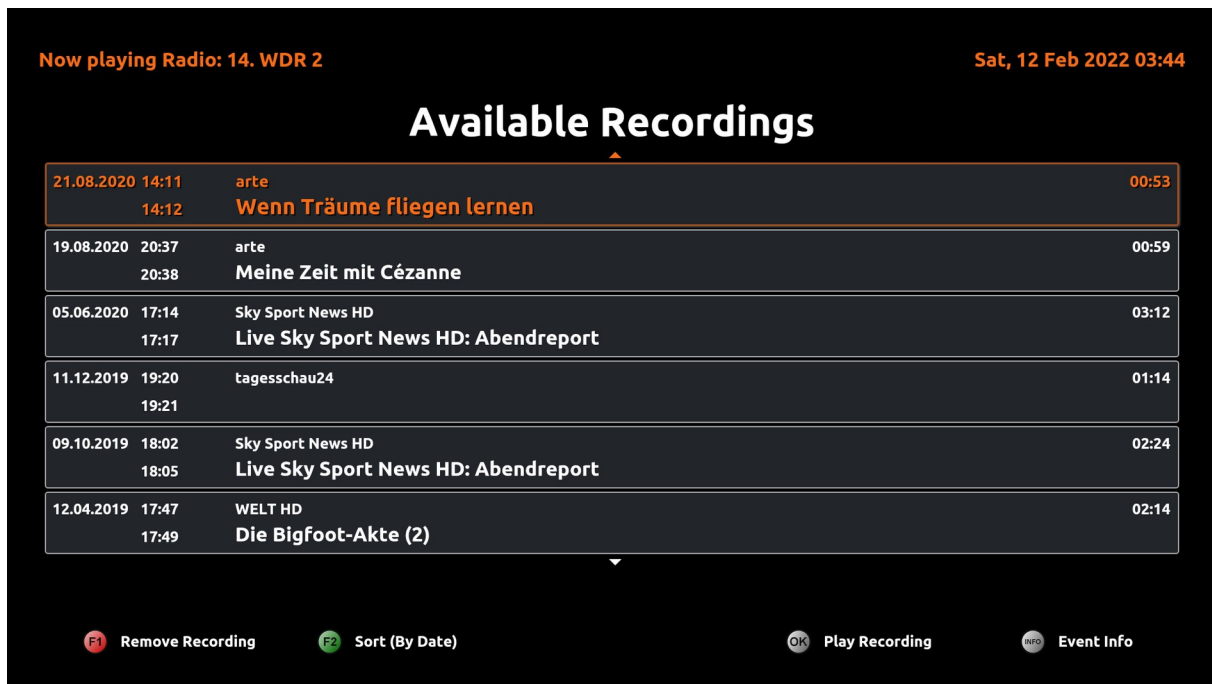 Now playing Radio: 14. WDR 2 Sat, 12 Feb 2022 03:44
Available Recordings
21.08.2020 14:11 arte 00:53
14:12 Wenn Träume fliegen lernen
19.08.2020 20:37 arte 00:59
20:38 Meine Zeit mit Cézanne
05.06.2020 17:14 Sky Sport News HD 03:12
17:17 Live Sky Sport News HD: Abendreport
11.12.2019 19:20 tagesschau24 01:14
19:21
09.10.2019 18:02 Sky Sport News HD 02:24
18:05 Live Sky Sport News HD: Abendreport
12.04.2019 17:47 WELT HD 02:14
17:49 Die Bigfoot-Akte (2)
F1 Remove Recording F2 Sort (By Date) OK Play Recording INFO Event Info